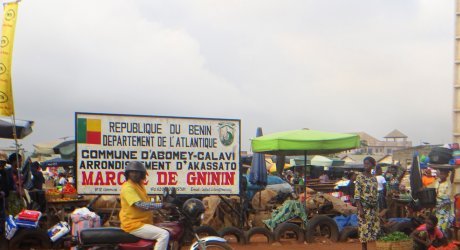 REPUBLIQUE DU BENIN
DEPARTEMENT DE L'ATLANTIQUE
COMMUNE D'ABOMEY-CALAVI
ARRONDISSEMENT D'AKASSATO
MARCHE DE GNININ